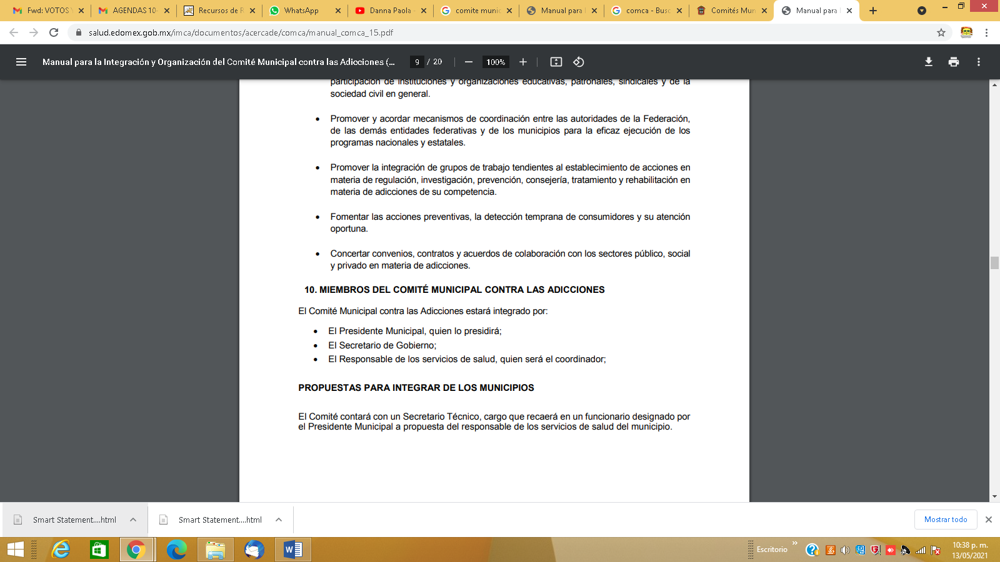 Fwd: VOTOS Y
AGENDAS 10-
Recursos de R
WhatsApp
Danna Paola -
comite munic
Manual para l
comca - Busc
Comités Mun
Manual para l
salud.edomex.gob.mx/imca/documentos/acercade/comca/manual_comca_15.pdf
Manual para la Integración y Organización del Comité Municipal contra las Adicciones (...
9 / 20
100%
participación de instituciones y organizaciones educativas, patronales, sindicales y de la
sociedad civil en general.
• Promover y acordar mecanismos de coordinación entre las autoridades de la Federación,
de las demás entidades federativas y de los municipios para la eficaz ejecución de los
programas nacionales y estatales.
• Promover la integración de grupos de trabajo tendientes al establecimiento de acciones en
materia de regulación, investigación, prevención, consejería, tratamiento y rehabilitación en
materia de adicciones de su competencia.
• Fomentar las acciones preventivas, la detección temprana de consumidores y su atención
oportuna.
• Concertar convenios, contratos y acuerdos de colaboración con los sectores público, social
y privado en materia de adicciones.
10. MIEMBROS DEL COMITÉ MUNICIPAL CONTRA LAS ADICCIONES
El Comité Municipal contra las Adicciones estará integrado por:
• El Presidente Municipal, quien lo presidirá;
• El Secretario de Gobierno;
• El Responsable de los servicios de salud, quien será el coordinador;
PROPUESTAS PARA INTEGRAR DE LOS MUNICIPIOS
El Comité contará con un Secretario Técnico, cargo que recaerá en un funcionario designado por
el Presidente Municipal a propuesta del responsable de los servicios de salud del municipio.
Smart Statement....html
Smart Statement....html
Mostrar todo
Escritorio
10:38 p. m.
13/05/2021